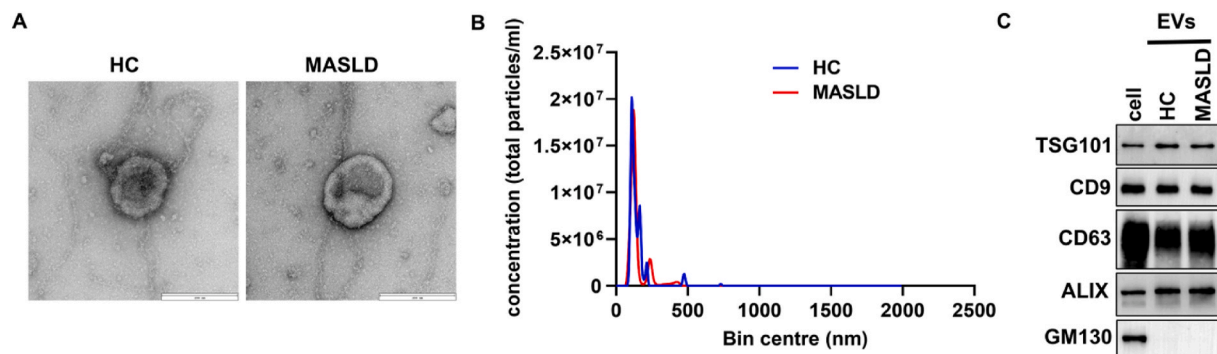 A
HC
MASLD
B
2.5×10⁷
2×10⁷
1.5×10⁷
1×10⁷
5×10⁶
0
concentration (total particles/ml)
HC
MASLD
0 500 1000 1500 2000 2500
Bin centre (nm)
C
EVs
cell HC MASLD
TSG101
CD9
CD63
ALIX
GM130